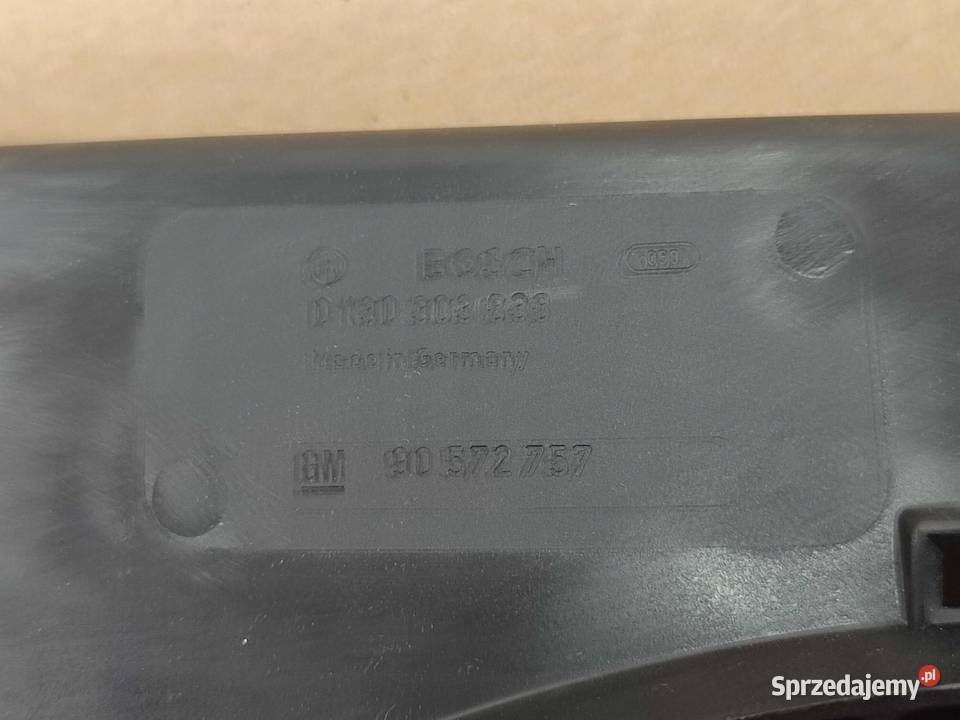 BOSCH
0 130 303 838
Made in Germany
GM 90 572 757
Sprzedajemy.pl